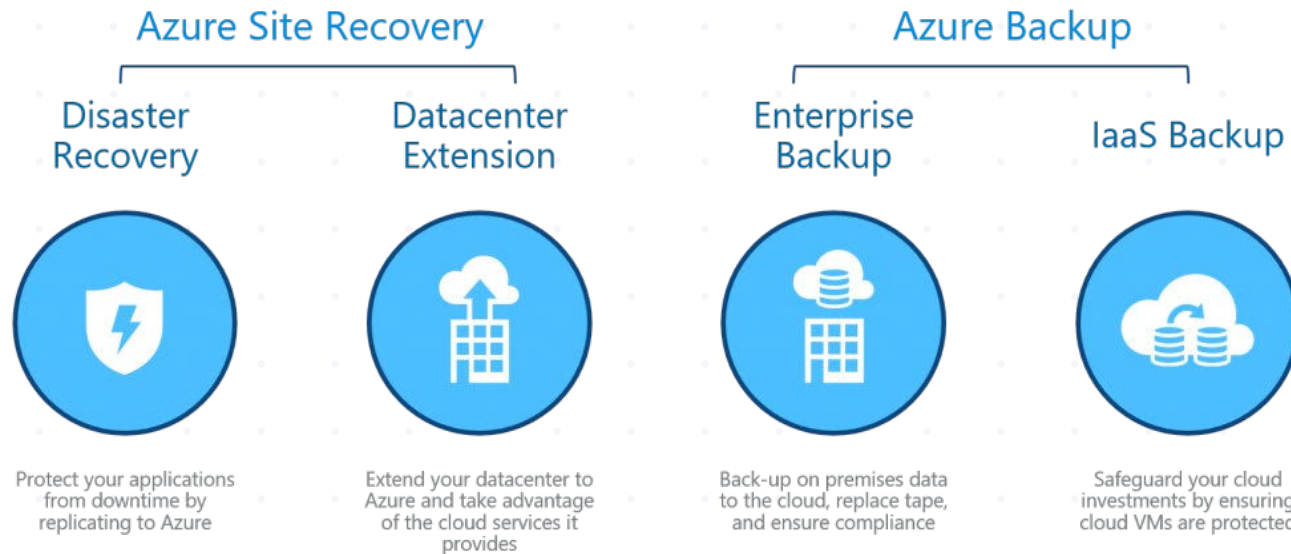 Azure Site Recovery
Azure Backup
Disaster
Recovery
Datacenter
Extension
Enterprise
Backup
IaaS Backup
Protect your applications
from downtime by
replicating to Azure
Extend your datacenter to
Azure and take advantage
of the cloud services it
provides
Back-up on premises data
to the cloud, replace tape,
and ensure compliance
Safeguard your cloud
investments by ensuring
cloud VMs are protected